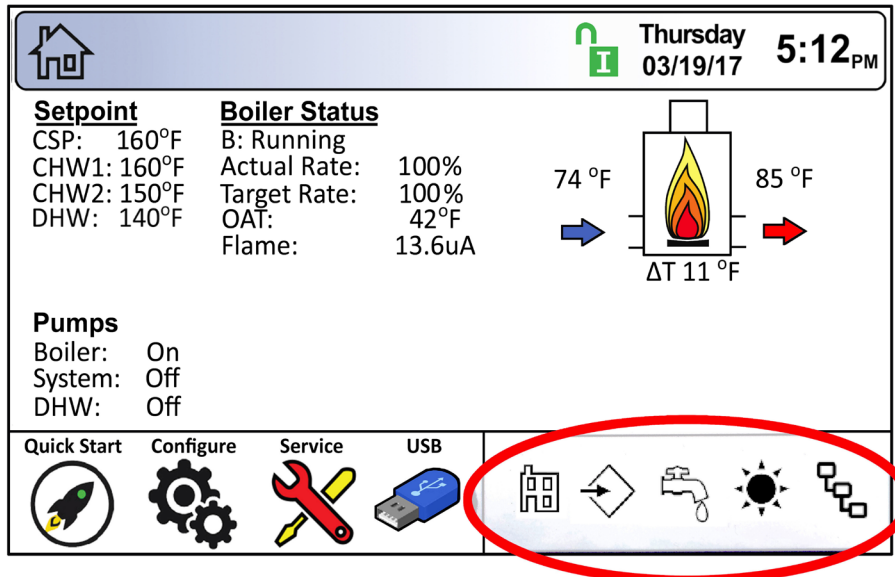 Thursday
03/19/17
5:12PM
Setpoint
CSP: 160°F
CHW1: 160°F
CHW2: 150°F
DHW: 140°F
Boiler Status
B: Running
Actual Rate: 100%
Target Rate: 100%
OAT: 42°F
Flame: 13.6uA
74 °F
85 °F
ΔT 11 °F
Pumps
Boiler: On
System: Off
DHW: Off
Quick Start
Configure
Service
USB